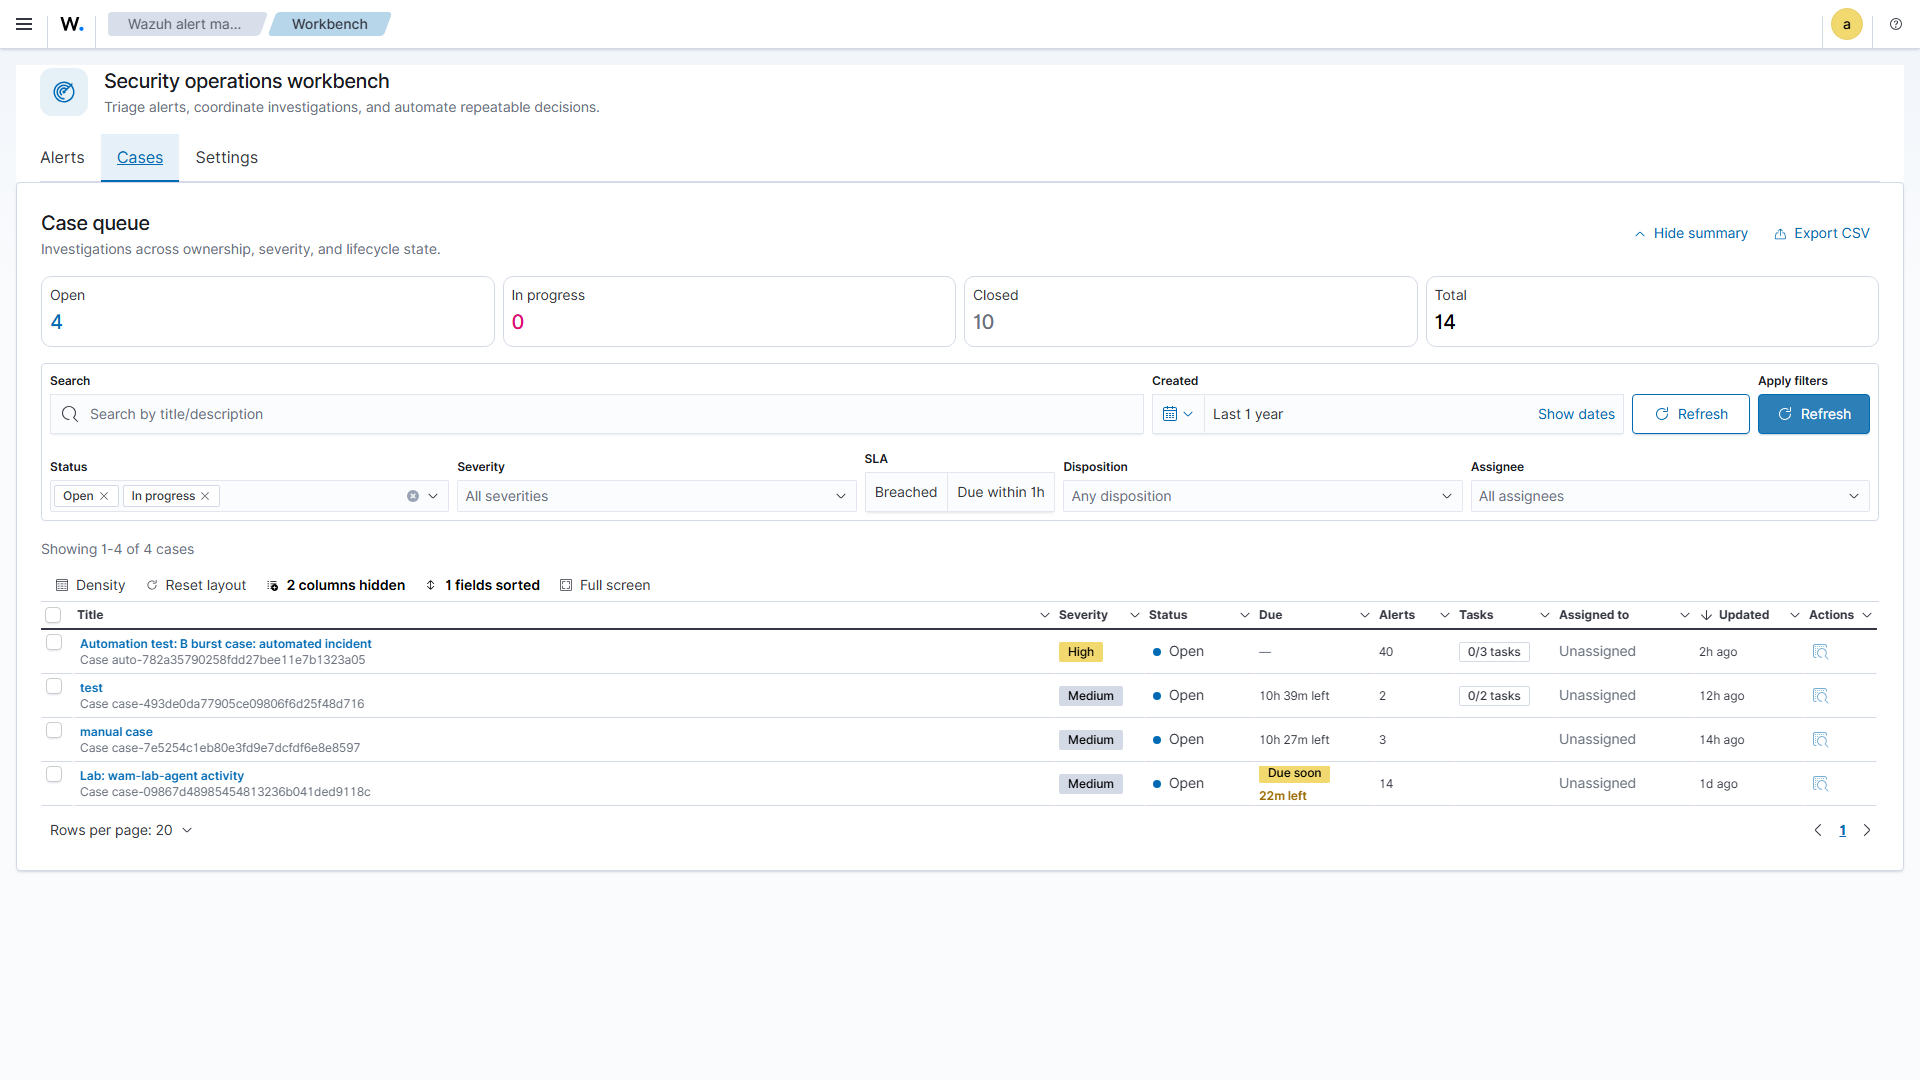 W.
Wazuh alert ma...
Workbench
a
Security operations workbench
Triage alerts, coordinate investigations, and automate repeatable decisions.
Alerts
Cases
Settings
Case queue
Investigations across ownership, severity, and lifecycle state.
Hide summary
Export CSV
Open
4
In progress
0
Closed
10
Total
14
Search
Search by title/description
Created
Last 1 year
Show dates
Refresh
Apply filters
Refresh
Status
Open
In progress
Severity
All severities
SLA
Breached
Due within 1h
Disposition
Any disposition
Assignee
All assignees
Showing 1-4 of 4 cases
Density
Reset layout
2 columns hidden
1 fields sorted
Full screen
Title Severity Status Due Alerts Tasks Assigned to Updated Actions
Automation test: B burst case: automated incident
Case auto-782a35790258fdd27bee11e7b1323a05
High Open — 40 0/3 tasks Unassigned 2h ago
test
Case case-493de0da77905ce09806f6d25f48d716
Medium Open 10h 39m left 2 0/2 tasks Unassigned 12h ago
manual case
Case case-7e5254c1eb80e3fd9e7dcfdf6e8e8597
Medium Open 10h 27m left 3 Unassigned 14h ago
Lab: wam-lab-agent activity
Case case-09867d48985454813236b041ded9118c
Medium Open Due soon 14 Unassigned 1d ago
22m left
Rows per page: 20
1